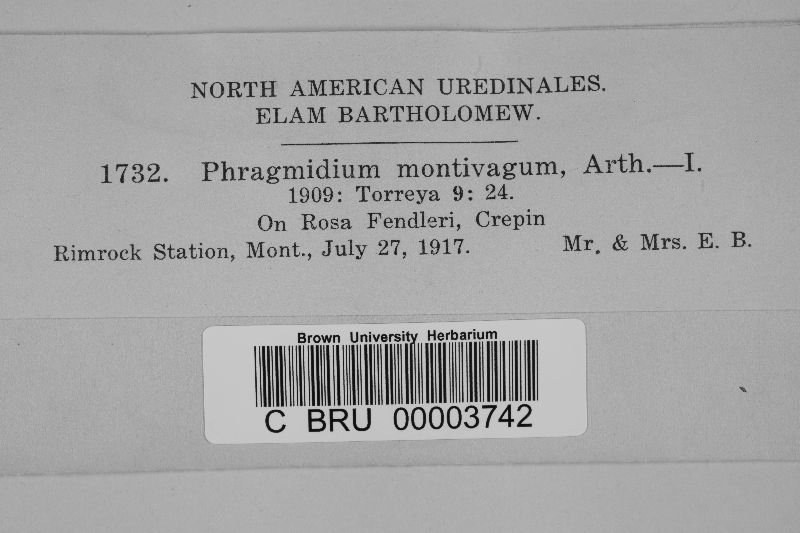 NORTH AMERICAN UREDINALES.
ELAM BARTHOLOMEW.
1732. Phragmidium montivagum, Arth.—I.
1909: Torreya 9: 24.
On Rosa Fendleri, Crepin
Rimrock Station, Mont., July 27, 1917. Mr. & Mrs. E. B.
Brown University Herbarium
C BRU 00003742